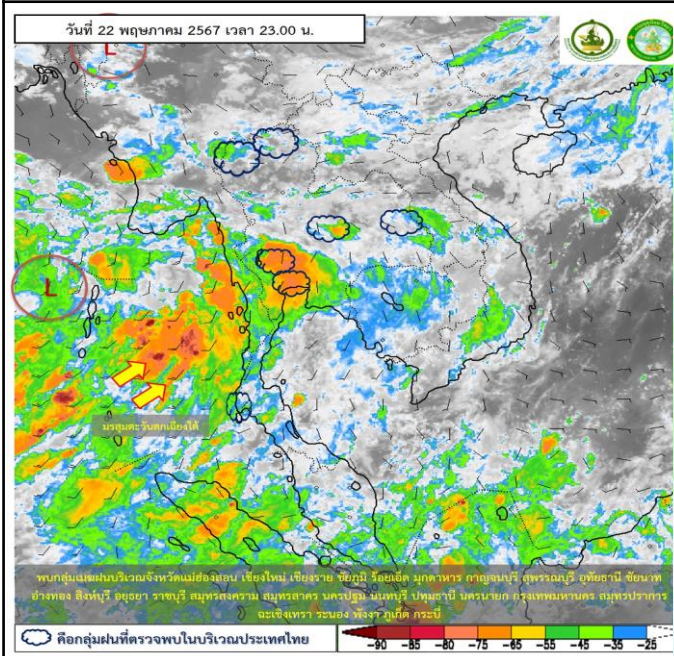 วันที่ 22 พฤษภาคม 2567 เวลา 23.00 น.
L
L
มรสุมตะวันตกเฉียงใต้
พบกลุ่มเมฆฝนบริเวณจังหวัดแม่ฮ่องสอน เชียงใหม่ เชียงราย ชัยภูมิ ร้อยเอ็ด มุกดาหาร กาญจนบุรี สุพรรณบุรี อุทัยธานี ชัยนาท
อ่างทอง สิงห์บุรี อยุธยา ราชบุรี สมุทรสงคราม สมุทรสาคร นครปฐม นนทบุรี ปทุมธานี นครนายก กรุงเทพมหานคร สมุทรปราการ
ฉะเชิงเทรา ระนอง พังงา ภูเก็ต กระบี่
คือกลุ่มฝนที่ตรวจพบในบริเวณประเทศไทย
-90 -85 -80 -75 -65 -55 -45 -35 -25